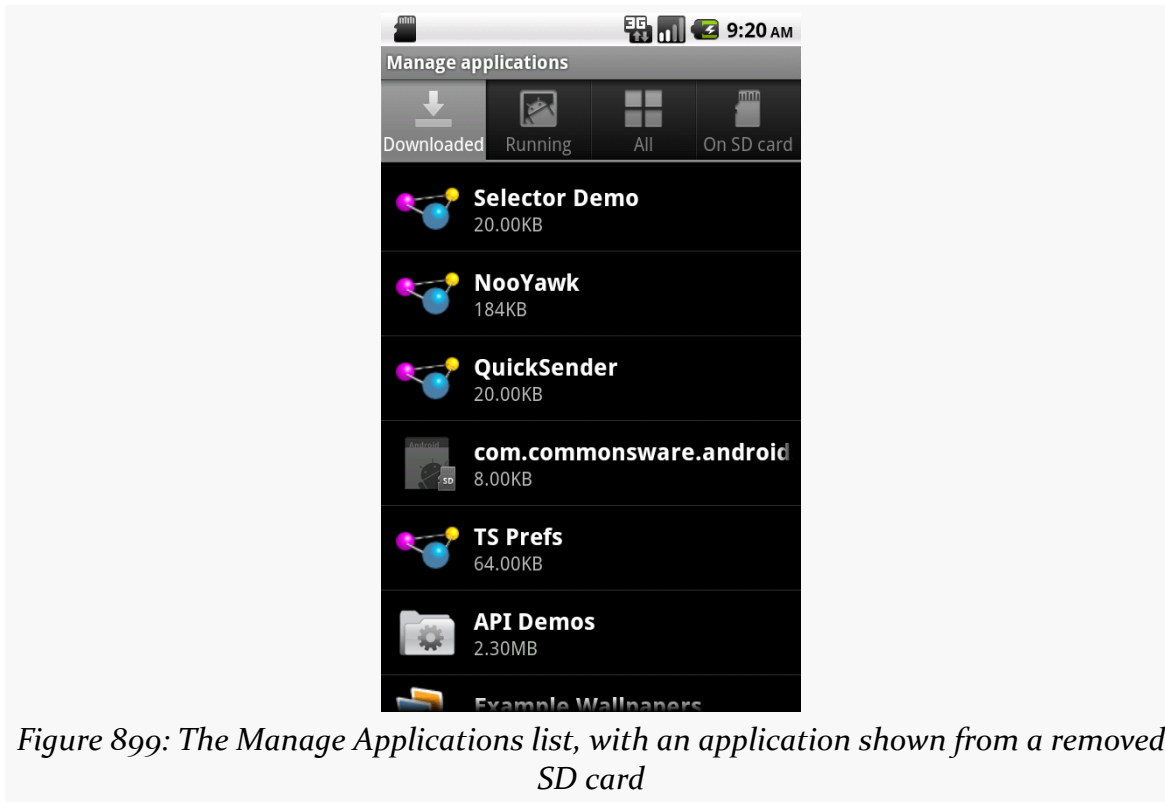 3G 9:20 AM
Manage applications
Downloaded Running All On SD card
Selector Demo
20.00KB
NooYawk
184KB
QuickSender
20.00KB
com.commonsware.android
Android
SD
8.00KB
TS Prefs
64.00KB
API Demos
2.30MB
Example Wallpapers
Figure 899: The Manage Applications list, with an application shown from a removed
SD card